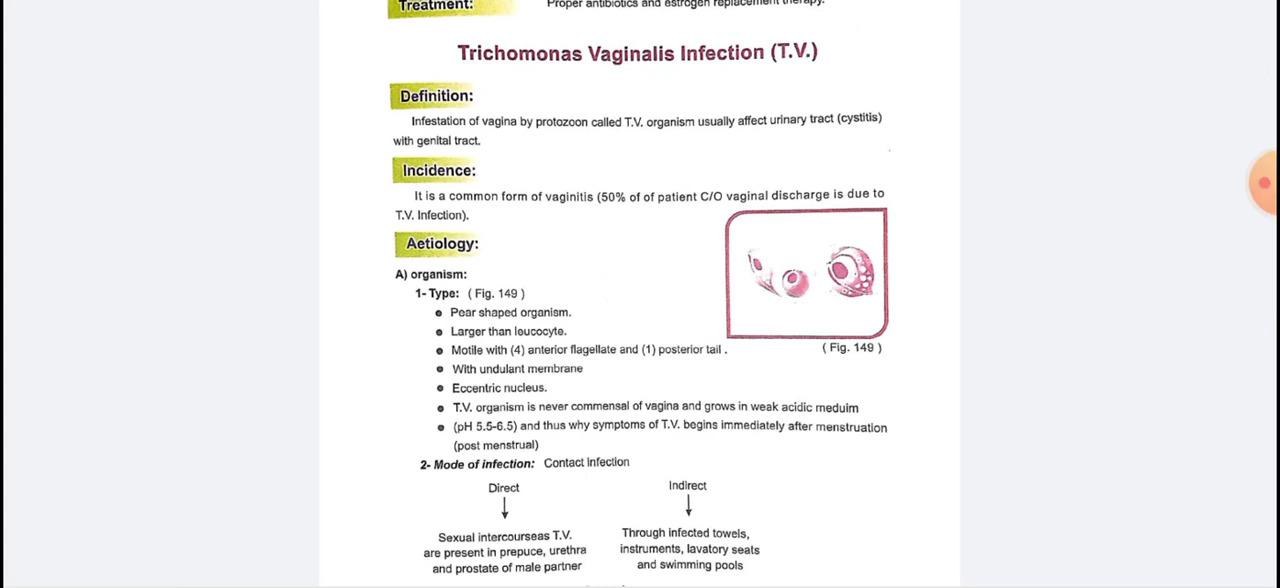 Treatment: Proper antibiotics and estrogen replacement therapy.
Trichomonas Vaginalis Infection (T.V.)
Definition:
Infestation of vagina by protozoon called T.V. organism usually affect urinary tract (cystitis)
with genital tract.
Incidence:
It is a common form of vaginitis (50% of of patient C/O vaginal discharge is due to
T.V. Infection).
Aetiology:
A) organism:
1- Type: ( Fig. 149 )
• Pear shaped organism.
• Larger than leucocyte.
• Motile with (4) anterior flagellate and (1) posterior tail .
( Fig. 149 )
• With undulant membrane
• Eccentric nucleus.
• T.V. organism is never commensal of vagina and grows in weak acidic meduim
• (pH 5.5-6.5) and thus why symptoms of T.V. begins immediately after menstruation
(post menstrual)
2- Mode of infection: Contact Infection
Direct
Sexual intercourseas T.V.
are present in prepuce, urethra
and prostate of male partner
Indirect
Through infected towels,
instruments, lavatory seats
and swimming pools